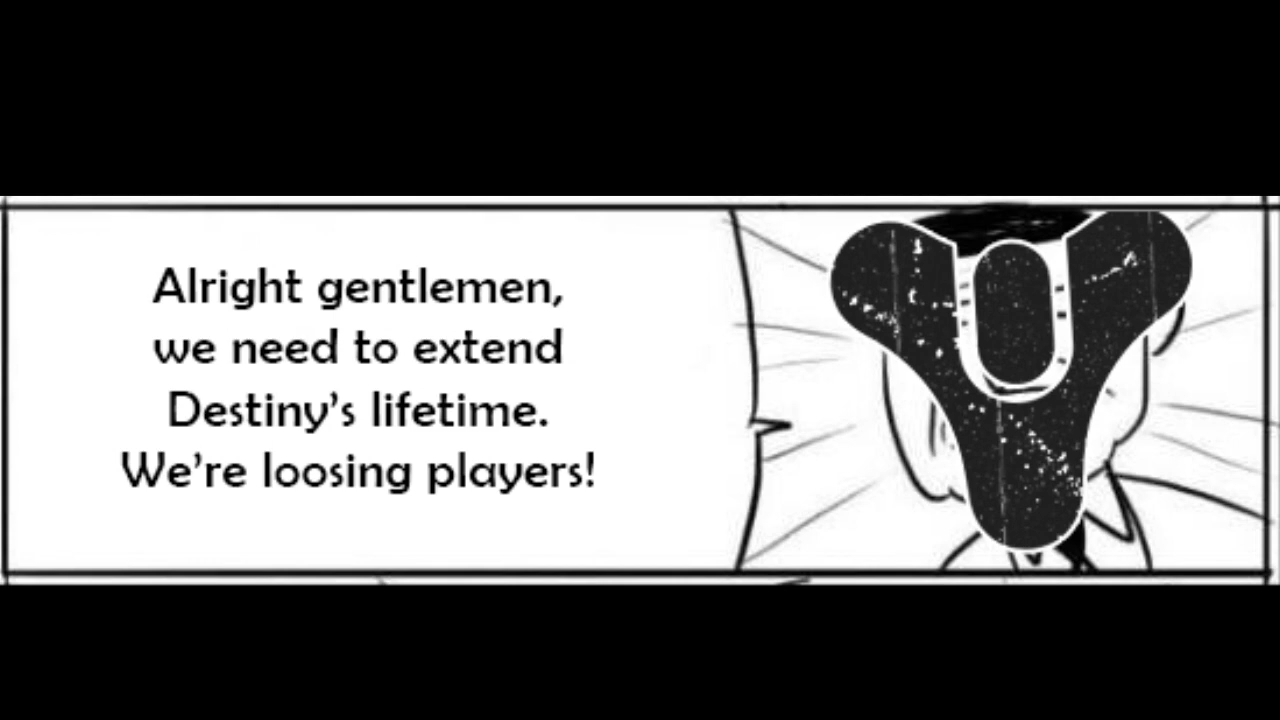 Alright gentlemen,
we need to extend
Destiny’s lifetime.
We’re loosing players!